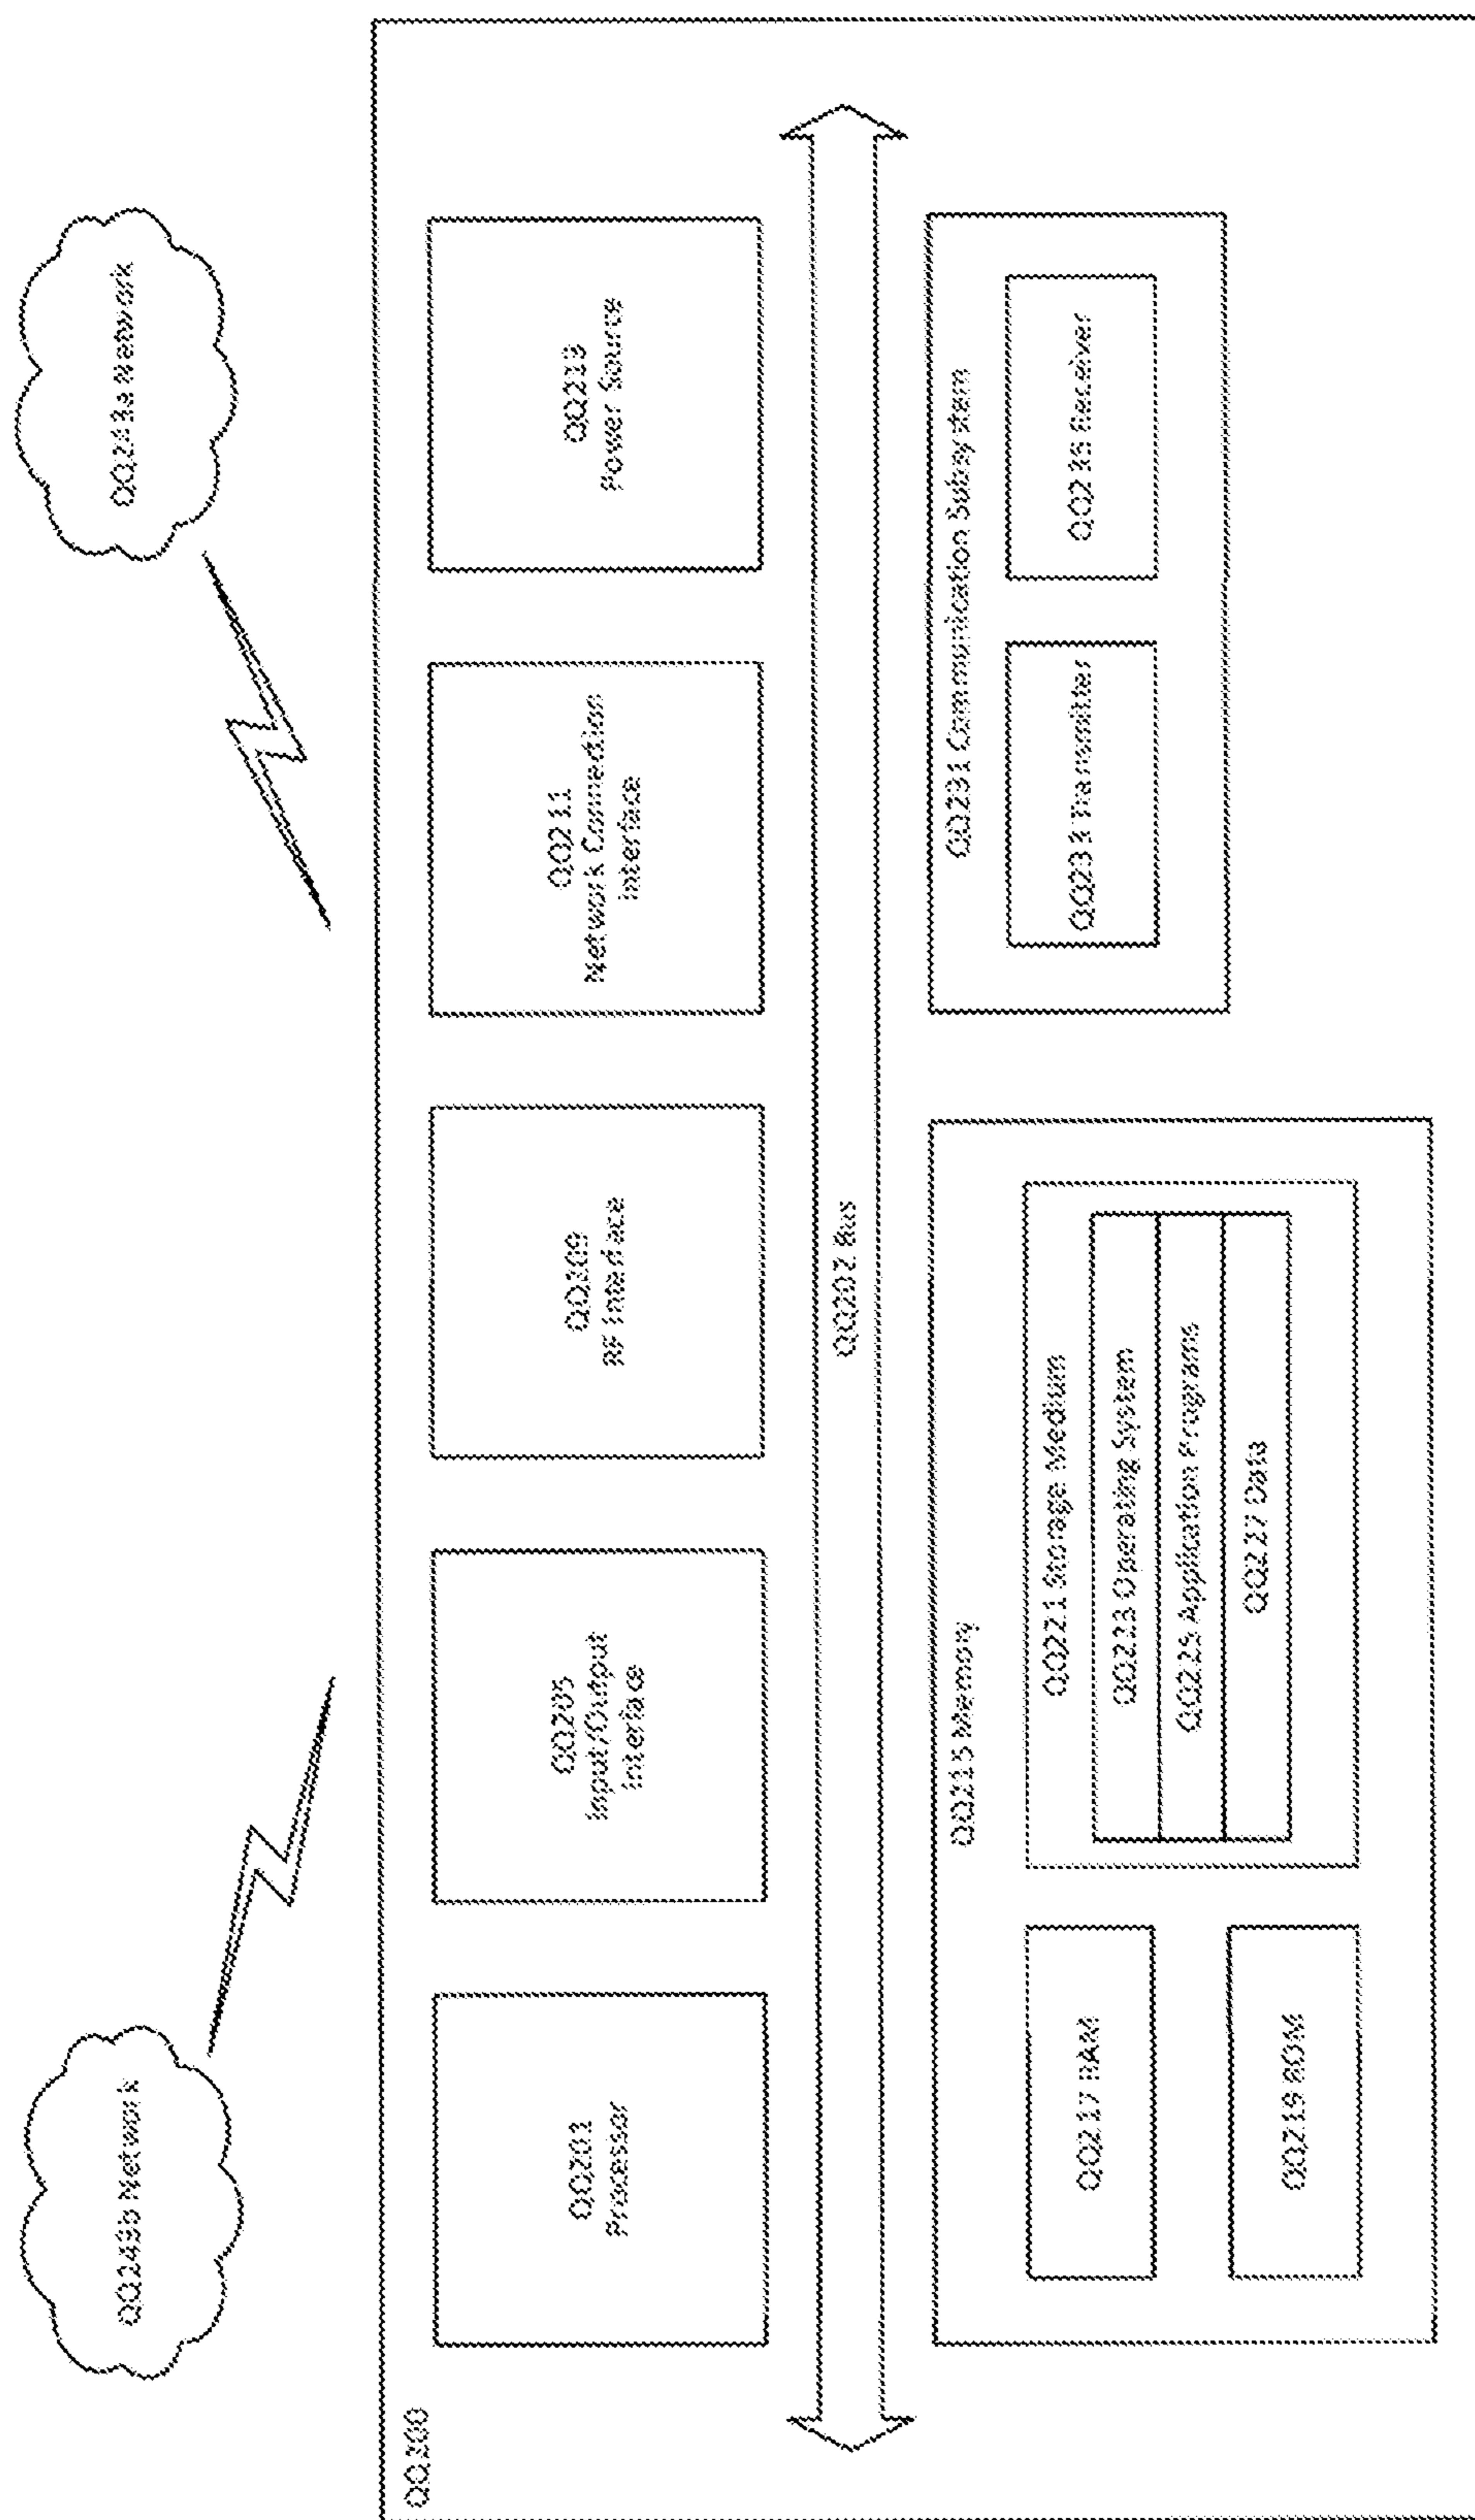 QQ243b Network
QQ243a Network
QQ200
QQ201
Processor
QQ205
Input/Output
Interface
QQ209
RF Interface
QQ211
Network Connection
Interface
QQ213
Power Source
QQ202 Bus
QQ215 Memory
QQ217 RAM
QQ219 ROM
QQ221 Storage Medium
QQ223 Operating System
QQ225 Application Programs
QQ227 Data
QQ231 Communication Subsystem
QQ233 Transmitter
QQ235 Receiver